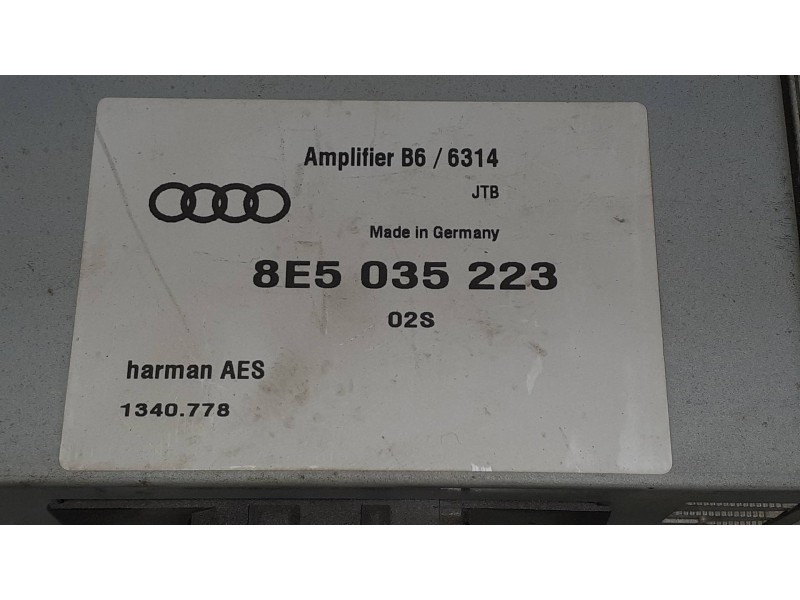 Amplifier B6 / 6314
JTB
Made in Germany
8E5 035 223
02S
harman AES
1340.778